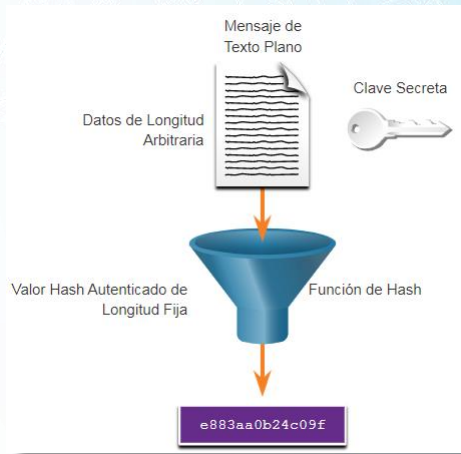 Mensaje de
Texto Plano
Clave Secreta
Datos de Longitud
Arbitraria
Valor Hash Autenticado de
Longitud Fija
Función de Hash
e883aa0b24c09f